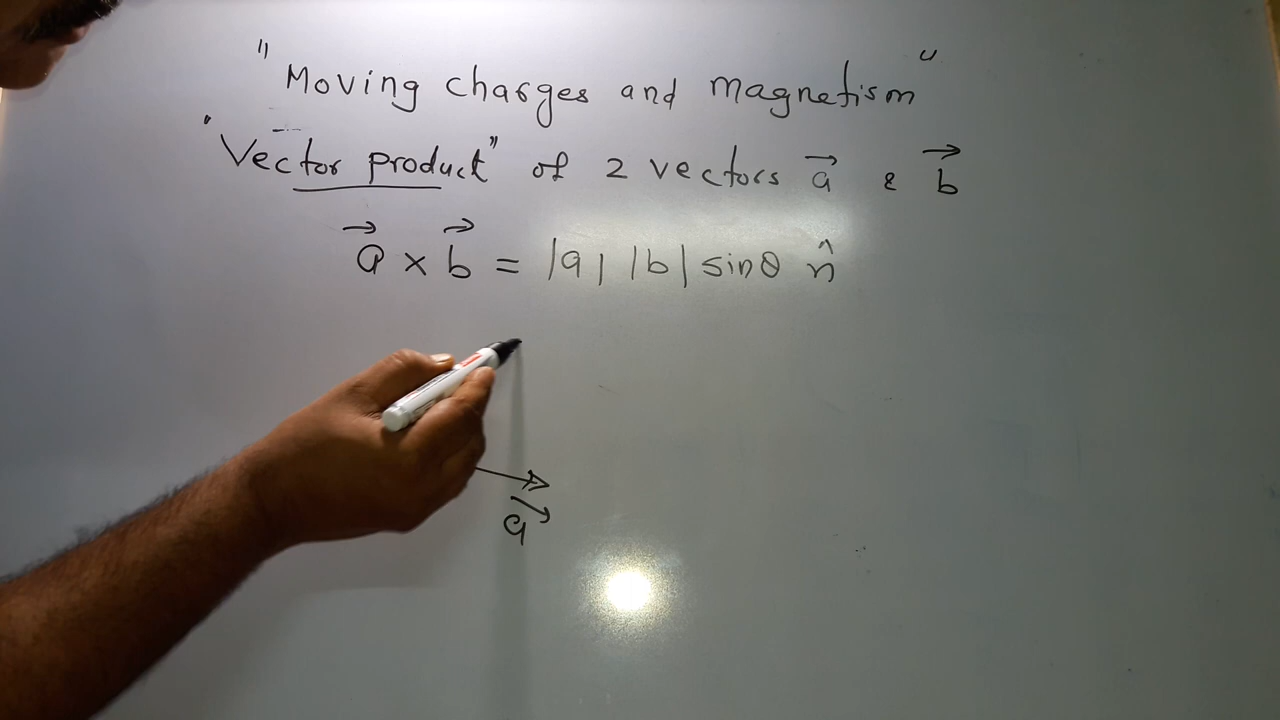 "Moving charges and magnetism"
"Vector product" of 2 vectors a⃗ & b⃗
a⃗ × b⃗ = |a| |b| sinθ n̂
a⃗